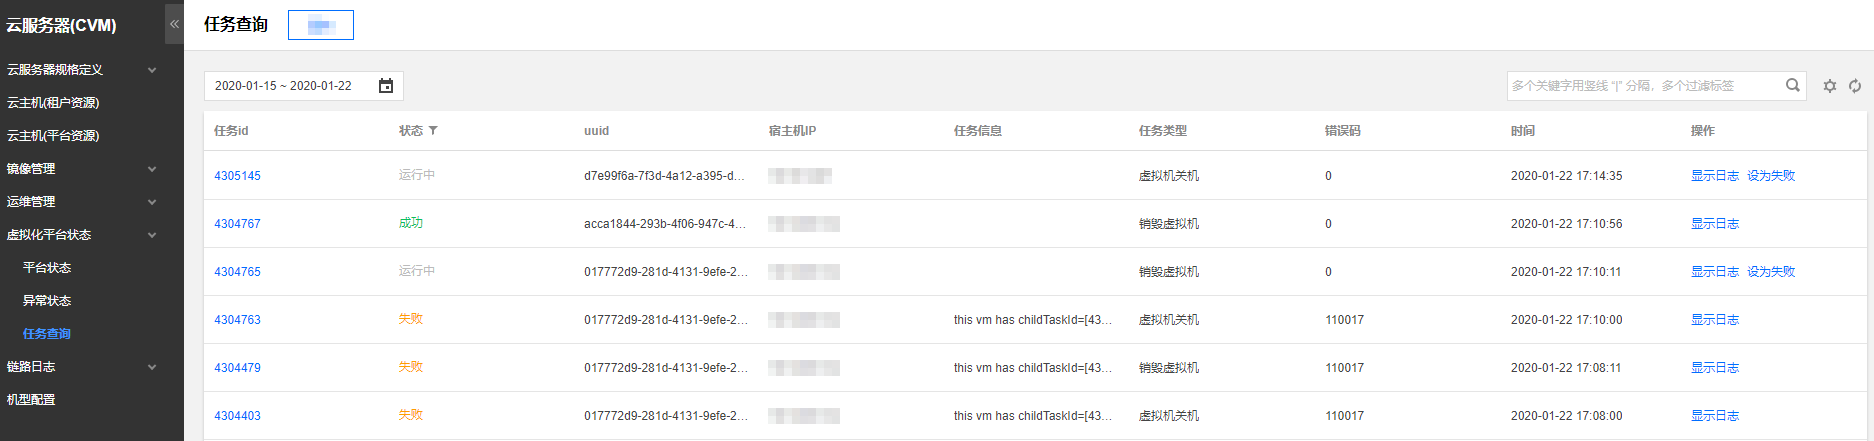 云服务器(CVM)
云服务器规格定义
云主机(租户资源)
云主机(平台资源)
镜像管理
运维管理
虚拟化平台状态
平台状态
异常状态
任务查询
链路日志
机型配置
任务查询
2020-01-15 ~ 2020-01-22
多个关键字用竖线 "|" 分隔，多个过滤标签
任务id 状态 uuid 宿主机IP 任务信息 任务类型 错误码 时间 操作
4305145 运行中 d7e99f6a-7f3d-4a12-a395-d... 虚拟机关机 0 2020-01-22 17:14:35 显示日志 设为失败
4304767 成功 acca1844-293b-4f06-947c-4... 销毁虚拟机 0 2020-01-22 17:10:56 显示日志
4304765 运行中 017772d9-281d-4131-9efe-2... 销毁虚拟机 0 2020-01-22 17:10:11 显示日志 设为失败
4304763 失败 017772d9-281d-4131-9efe-2... this vm has childTaskId=[43... 虚拟机关机 110017 2020-01-22 17:10:00 显示日志
4304479 失败 017772d9-281d-4131-9efe-2... this vm has childTaskId=[43... 销毁虚拟机 110017 2020-01-22 17:08:11 显示日志
4304403 失败 017772d9-281d-4131-9efe-2... this vm has childTaskId=[43... 虚拟机关机 110017 2020-01-22 17:08:00 显示日志